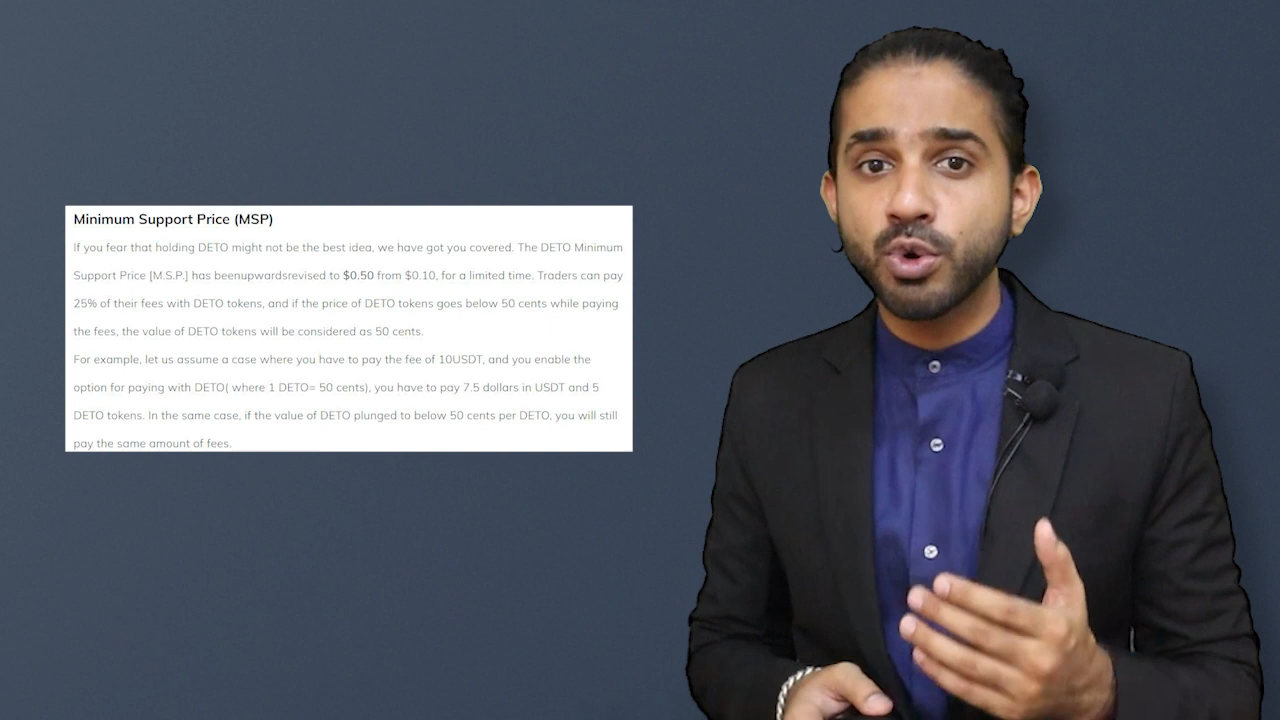 Minimum Support Price (MSP)
If you fear that holding DETO might not be the best idea, we have got you covered. The DETO Minimum
Support Price [M.S.P.] has beenupwardsrevised to $0.50 from $0.10, for a limited time. Traders can pay
25% of their fees with DETO tokens, and if the price of DETO tokens goes below 50 cents while paying
the fees, the value of DETO tokens will be considered as 50 cents.
For example, let us assume a case where you have to pay the fee of 10USDT, and you enable the
option for paying with DETO( where 1 DETO= 50 cents), you have to pay 7.5 dollars in USDT and 5
DETO tokens. In the same case, if the value of DETO plunged to below 50 cents per DETO, you will still
pay the same amount of fees.